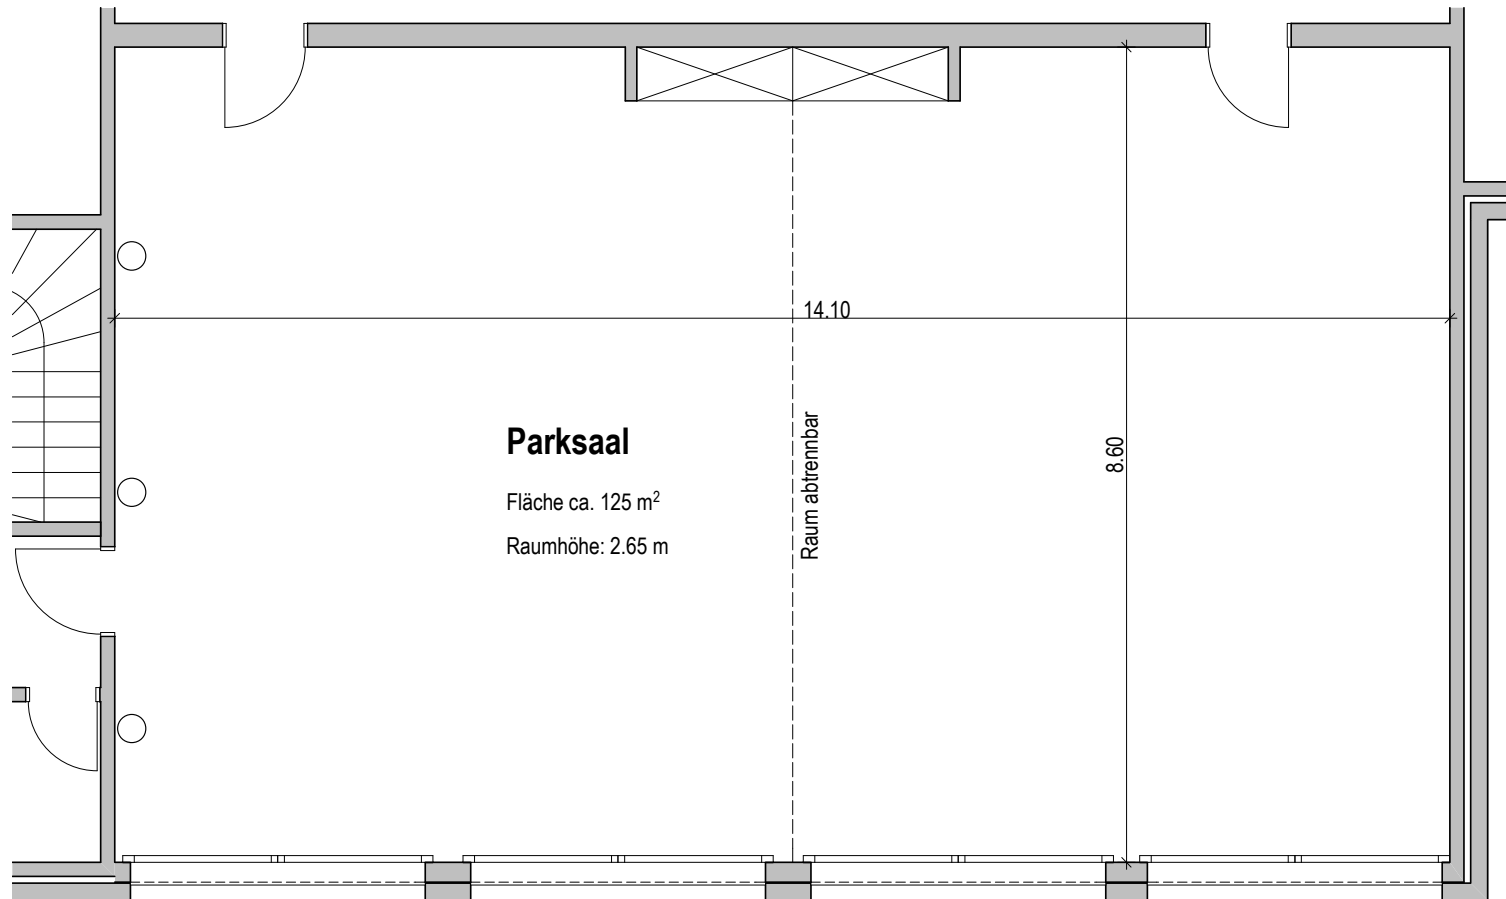 14.10
Parksaal
Fläche ca. 125 m²
Raumhöhe: 2.65 m
Raum abtrennbar
8.60